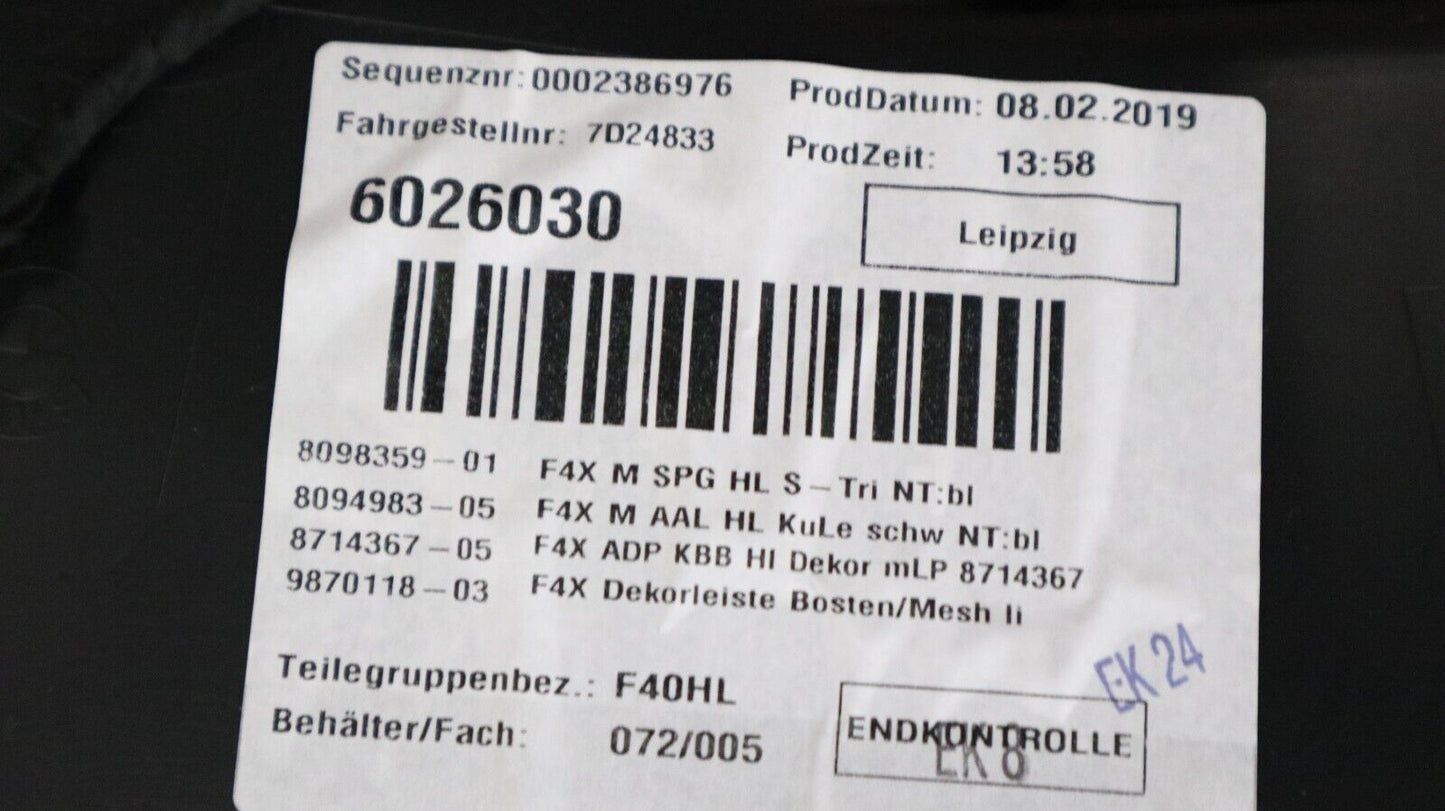 Sequenznr: 0002386976 ProdDatum: 08.02.2019
Fahrgestellnr: 7D24833 ProdZeit: 13:58
6026030
Leipzig
8098359-01 F4X M SPG HL S-Tri NT:bl
8094983-05 F4X M AAL HL KuLe schw NT:bl
8714367-05 F4X ADP KBB HI Dekor mLP 8714367
9870118-03 F4X Dekorleiste Bosten/Mesh li
EK 24
Teilegruppenbez.: F40HL
ENDKONTROLLE
Behälter/Fach: 072/005
EK 8